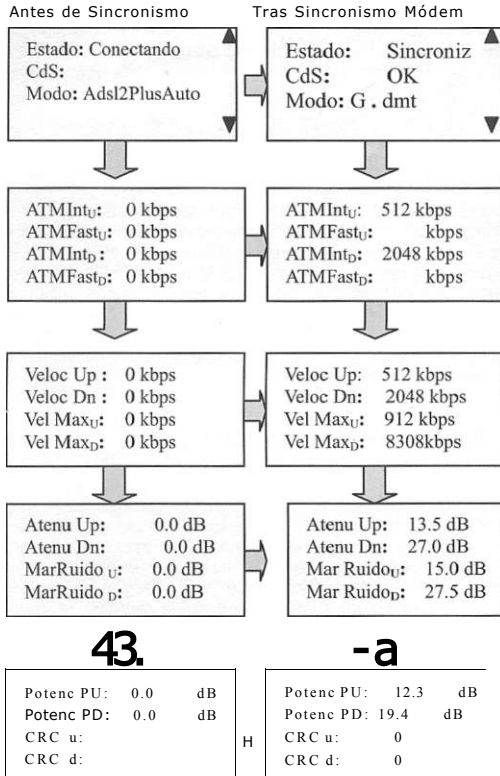 Antes de Sincronismo
Tras Sincronismo Módem
Estado: Conectando
CdS:
Modo: Adsl2PlusAuto
Estado: Sincroniz
CdS: OK
Modo: G . dmt
ATMIntU: 0 kbps
ATMFastU: 0 kbps
ATMIntD: 0 kbps
ATMFastD: 0 kbps
ATMIntU: 512 kbps
ATMFastU: kbps
ATMIntD: 2048 kbps
ATMFastD: kbps
Veloc Up : 0 kbps
Veloc Dn : 0 kbps
Vel MaxU: 0 kbps
Vel MaxD: 0 kbps
Veloc Up: 512 kbps
Veloc Dn: 2048 kbps
Vel MaxU: 912 kbps
Vel MaxD: 8308kbps
Atenu Up: 0.0 dB
Atenu Dn: 0.0 dB
MarRuido U: 0.0 dB
MarRuido D: 0.0 dB
Atenu Up: 13.5 dB
Atenu Dn: 27.0 dB
Mar RuidoU: 15.0 dB
Mar RuidoD: 27.5 dB
43.
-a
Potenc PU: 0.0 dB
Potenc PD: 0.0 dB
CRC u:
CRC d:
H
Potenc PU: 12.3 dB
Potenc PD: 19.4 dB
CRC u: 0
CRC d: 0